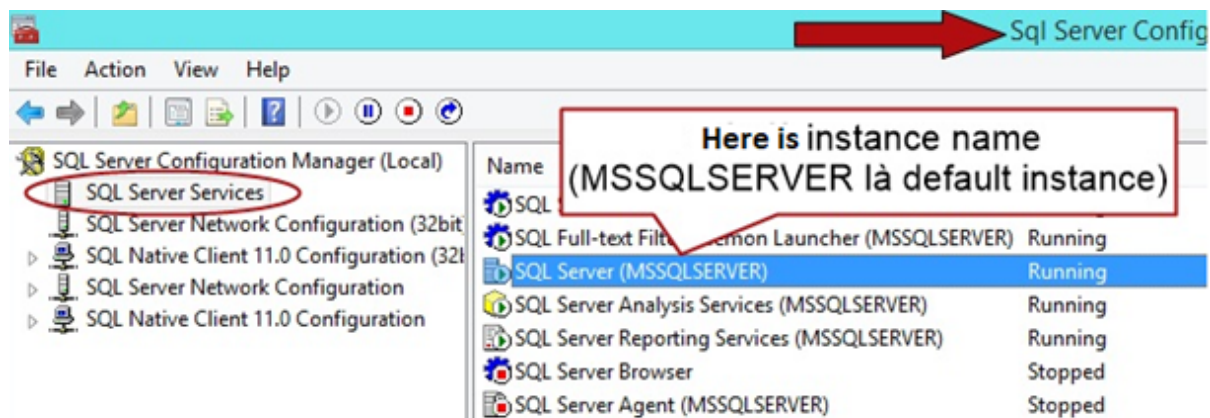 Sql Server Config
File Action View Help
Here is instance name
(MSSQLSERVER là default instance)
SQL Server Configuration Manager (Local)
SQL Server Services
SQL Server Network Configuration (32bit
SQL Native Client 11.0 Configuration (32b
SQL Server Network Configuration
SQL Native Client 11.0 Configuration
Name
SQL
SQL Full-text Filt emon Launcher (MSSQLSERVER) Running
SQL Server (MSSQLSERVER) Running
SQL Server Analysis Services (MSSQLSERVER) Running
SQL Server Reporting Services (MSSQLSERVER) Running
SQL Server Browser Stopped
SQL Server Agent (MSSQLSERVER) Stopped